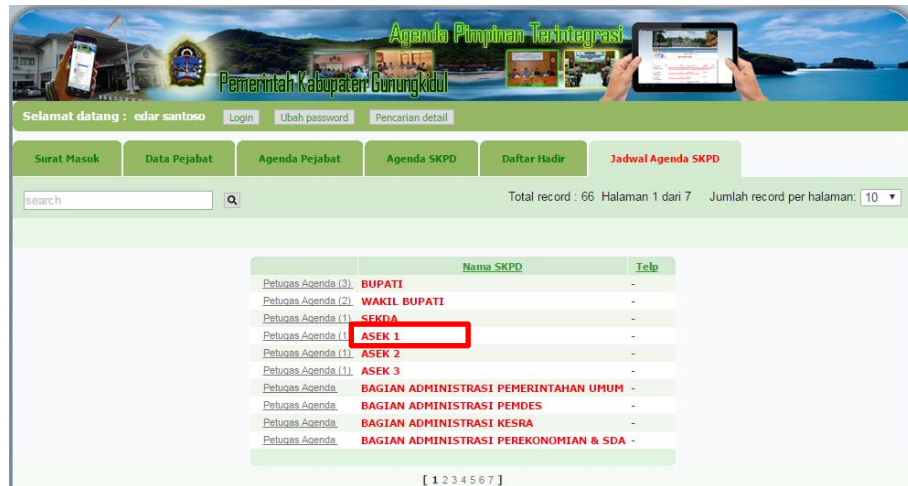 Agenda Pimpinan Terintegrasi
Pemerintah Kabupaten Gunungkidul
Selamat datang : edar santoso Login Ubah password Pencarian detail
Surat Masuk Data Pejabat Agenda Pejabat Agenda SKPD Daftar Hadir Jadwal Agenda SKPD
search Total record : 66 Halaman 1 dari 7 Jumlah record per halaman: 10
Nama SKPD Telp
Petugas Agenda (3) BUPATI -
Petugas Agenda (2) WAKIL BUPATI -
Petugas Agenda (1) SEKDA -
Petugas Agenda (1 ASEK 1 -
Petugas Agenda (1) ASEK 2 -
Petugas Agenda (1) ASEK 3 -
Petugas Agenda BAGIAN ADMINISTRASI PEMERINTAHAN UMUM -
Petugas Agenda BAGIAN ADMINISTRASI PEMDES -
Petugas Agenda BAGIAN ADMINISTRASI KESRA -
Petugas Agenda BAGIAN ADMINISTRASI PEREKONOMIAN & SDA -
[ 1 2 3 4 5 6 7 ]